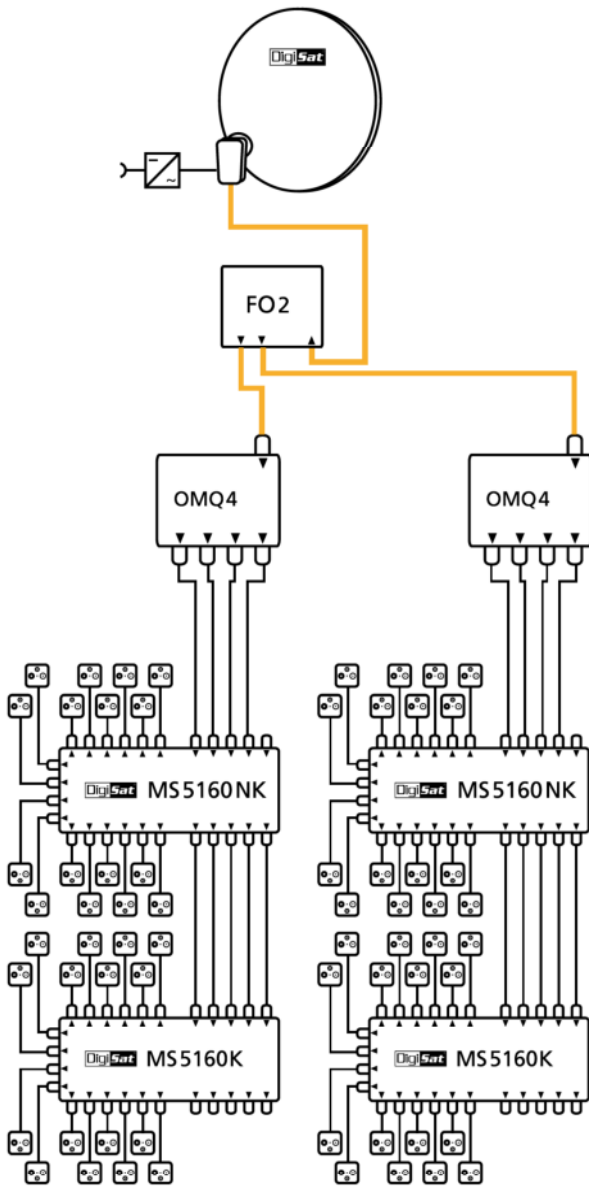 DigiSat
~
FO2
OMQ4
OMQ4
DigiSat MS5160NK
DigiSat MS5160NK
DigiSat MS5160K
DigiSat MS5160K